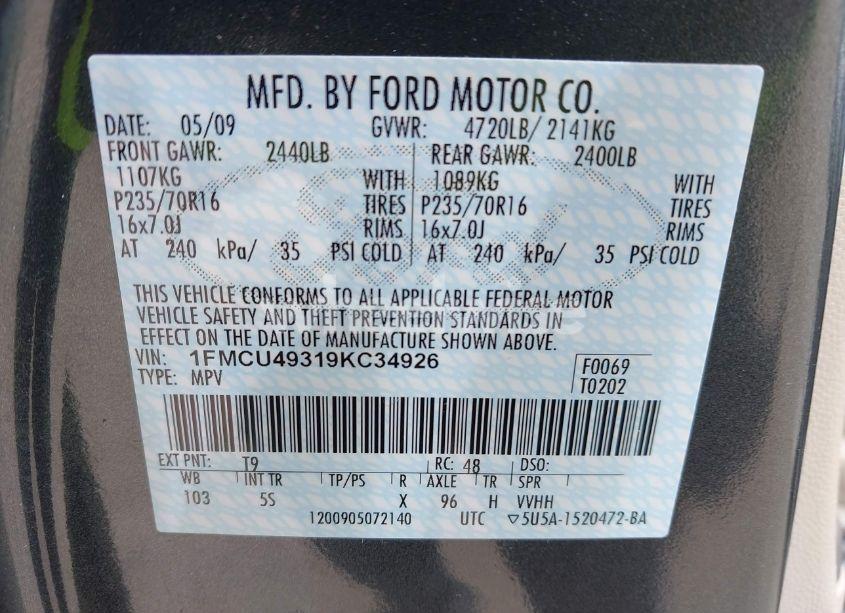 MFD. BY FORD MOTOR CO.
DATE: 05/09 GVWR: 4720LB/ 2141KG
FRONT GAWR: 2440LB REAR GAWR: 2400LB
1107KG WITH 1089KG WITH
P235/70R16 TIRES P235/70R16 TIRES
16x7.0J RIMS 16x7.0J RIMS
AT 240 kPa/ 35 PSI COLD AT 240 kPa/ 35 PSI COLD
THIS VEHICLE CONFORMS TO ALL APPLICABLE FEDERAL MOTOR
VEHICLE SAFETY AND THEFT PREVENTION STANDARDS IN
EFFECT ON THE DATE OF MANUFACTURE SHOWN ABOVE.
VIN: 1FMCU49319KC34926 F0069
TYPE: MPV T0202
EXT PNT: T9 RC: 48 DSO:
WB INT TR TP/PS R AXLE TR SPR
103 5S X 96 H VVHH
1200905072140 UTC ▽5U5A-1520472-BA